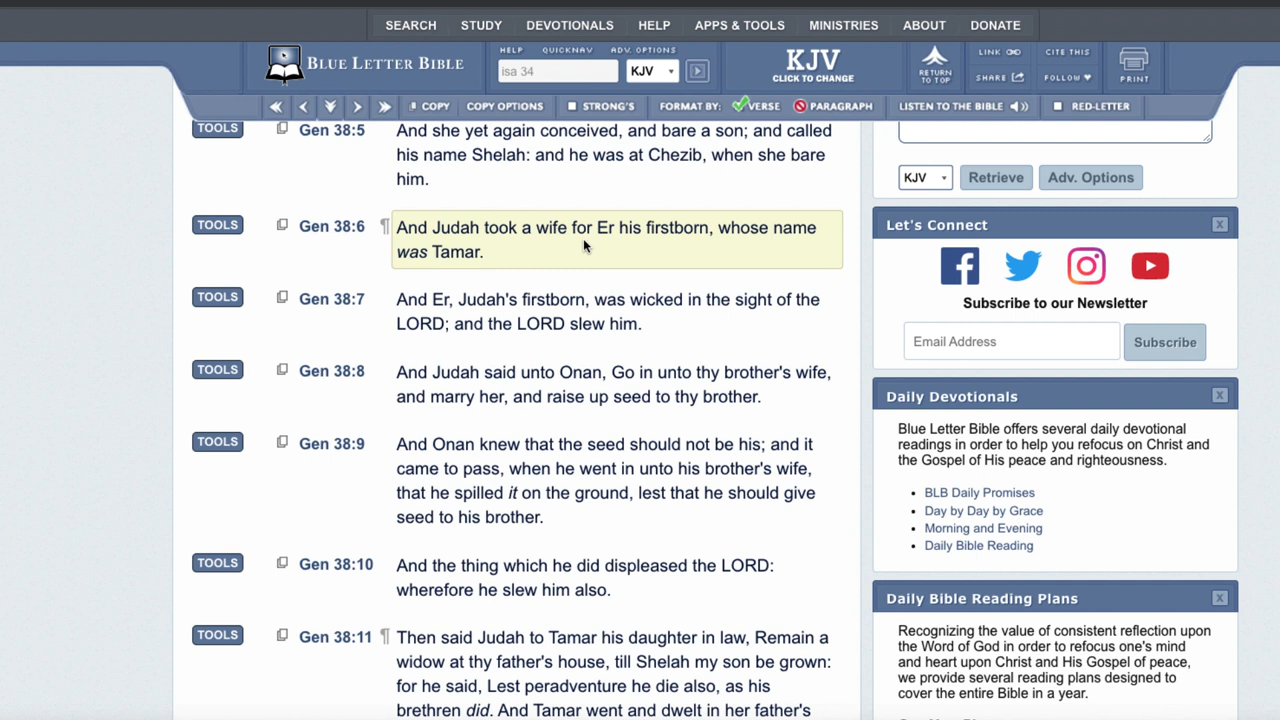 SEARCH STUDY DEVOTIONALS HELP APPS & TOOLS MINISTRIES ABOUT DONATE
BLUE LETTER BIBLE
HELP QUICKNAV ADV. OPTIONS
isa 34 KJV
KJV
CLICK TO CHANGE
RETURN
TO TOP
LINK CITE THIS
SHARE FOLLOW
PRINT
COPY COPY OPTIONS STRONG'S FORMAT BY: VERSE PARAGRAPH LISTEN TO THE BIBLE RED-LETTER
TOOLS Gen 38:5 And she yet again conceived, and bare a son; and called
his name Shelah: and he was at Chezib, when she bare
him.
TOOLS Gen 38:6 ¶ And Judah took a wife for Er his firstborn, whose name
was Tamar.
TOOLS Gen 38:7 And Er, Judah's firstborn, was wicked in the sight of the
LORD; and the LORD slew him.
TOOLS Gen 38:8 And Judah said unto Onan, Go in unto thy brother's wife,
and marry her, and raise up seed to thy brother.
TOOLS Gen 38:9 And Onan knew that the seed should not be his; and it
came to pass, when he went in unto his brother's wife,
that he spilled it on the ground, lest that he should give
seed to his brother.
TOOLS Gen 38:10 And the thing which he did displeased the LORD:
wherefore he slew him also.
TOOLS Gen 38:11 ¶ Then said Judah to Tamar his daughter in law, Remain a
widow at thy father's house, till Shelah my son be grown:
for he said, Lest peradventure he die also, as his
brethren did. And Tamar went and dwelt in her father's
KJV Retrieve Adv. Options
Let's Connect X
Subscribe to our Newsletter
Email Address Subscribe
Daily Devotionals X
Blue Letter Bible offers several daily devotional
readings in order to help you refocus on Christ and
the Gospel of His peace and righteousness.
• BLB Daily Promises
• Day by Day by Grace
• Morning and Evening
• Daily Bible Reading
Daily Bible Reading Plans X
Recognizing the value of consistent reflection upon
the Word of God in order to refocus one's mind
and heart upon Christ and His Gospel of peace,
we provide several reading plans designed to
cover the entire Bible in a year.